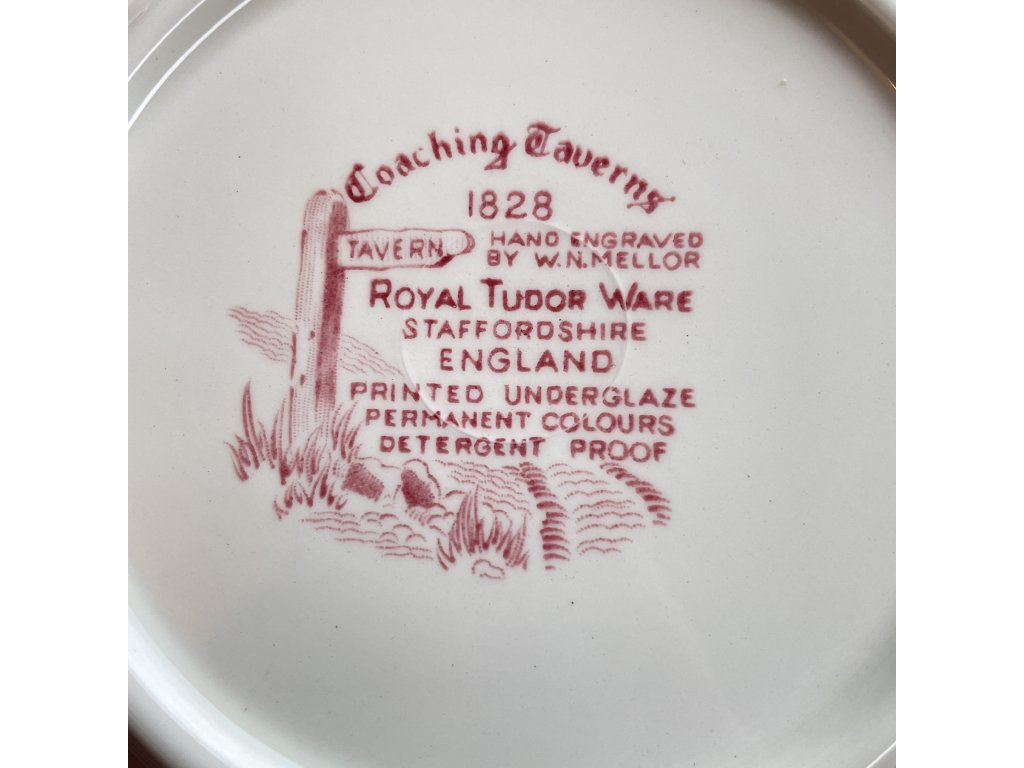 Coaching Taverns
1828
TAVERN
HAND ENGRAVED
BY W.N.MELLOR
ROYAL TUDOR WARE
STAFFORDSHIRE
ENGLAND
PRINTED UNDERGLAZE
PERMANENT COLOURS
DETERGENT PROOF